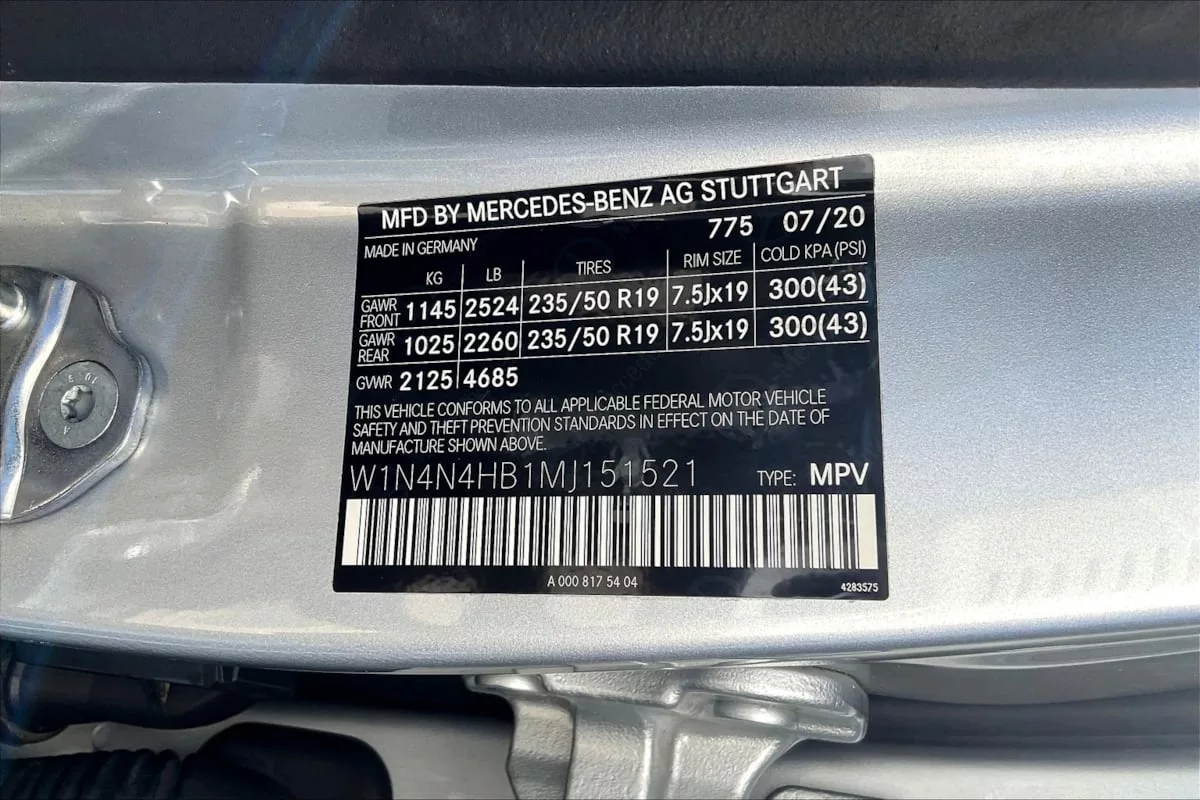 MFD BY MERCEDES-BENZ AG STUTTGART
MADE IN GERMANY 775 07/20
KG LB TIRES RIM SIZE COLD KPA (PSI)
GAWR FRONT 1145 2524 235/50 R19 7.5Jx19 300(43)
GAWR REAR 1025 2260 235/50 R19 7.5Jx19 300(43)
GVWR 2125 4685
THIS VEHICLE CONFORMS TO ALL APPLICABLE FEDERAL MOTOR VEHICLE
SAFETY AND THEFT PREVENTION STANDARDS IN EFFECT ON THE DATE OF
MANUFACTURE SHOWN ABOVE.
W1N4N4HB1MJ151521 TYPE: MPV
A 000 817 54 04 4283575